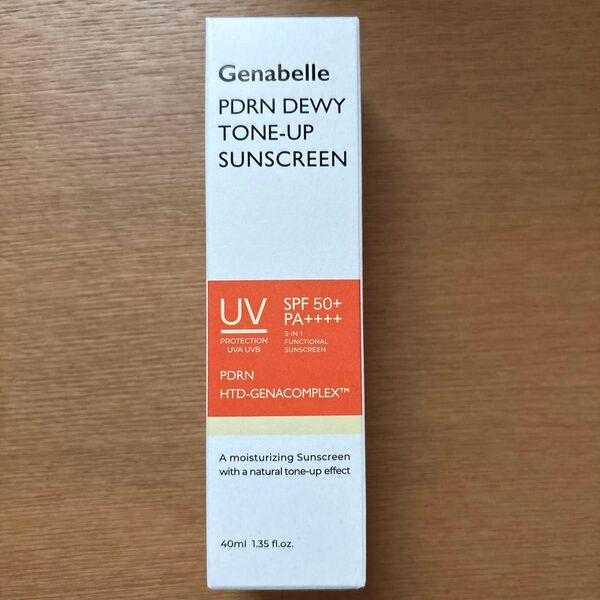 Genabelle
PDRN DEWY
TONE-UP
SUNSCREEN
UV
PROTECTION
UVA UVB
SPF 50+
PA++++
3-IN-1
FUNCTIONAL
SUNSCREEN
PDRN
HTD-GENACOMPLEX™
A moisturizing Sunscreen
with a natural tone-up effect
40ml 1.35 fl.oz.